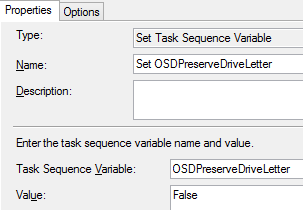 Properties Options
Type: Set Task Sequence Variable
Name: Set OSDPreserveDriveLetter
Description:
Enter the task sequence variable name and value.
Task Sequence Variable: OSDPreserveDriveLetter
Value: False